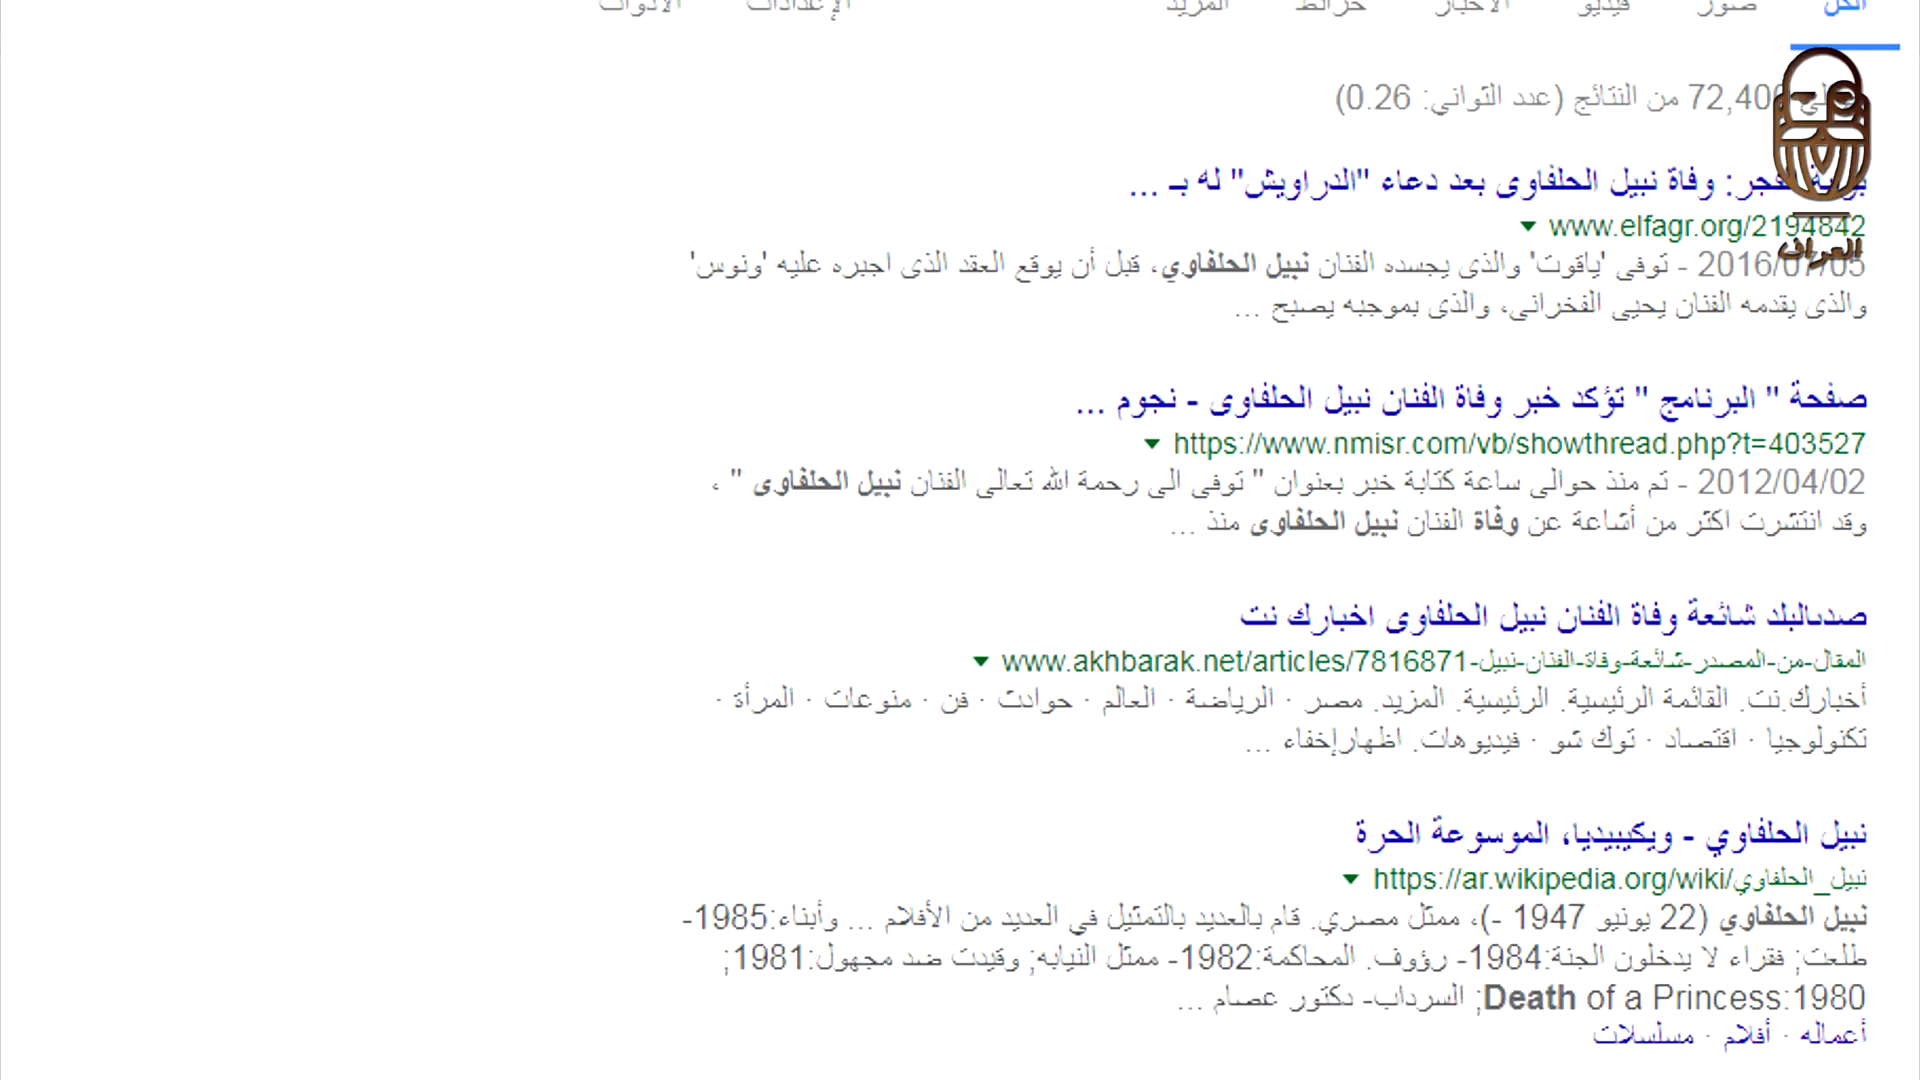 الكل صور فيديو الأخبار خرائط المزيد الإعدادات الأدوات
72,400 من النتائج (عدد الثواني: 0.26)
بوابة الفجر: وفاة نبيل الحلفاوى بعد دعاء "الدراويش" له بـ ...
www.elfagr.org/2194842
2016/07/05 - توفى 'ياقوت' والذى يجسده الفنان نبيل الحلفاوي، قبل أن يوقع العقد الذى اجبره عليه 'ونوس'
والذى يقدمه الفنان يحيى الفخرانى، والذى بموجبه يصبح ...
العراف
صفحة " البرنامج " تؤكد خبر وفاة الفنان نبيل الحلفاوى - نجوم ...
https://www.nmisr.com/vb/showthread.php?t=403527
2012/04/02 - تم منذ حوالى ساعة كتابة خبر بعنوان " توفى الى رحمة الله تعالى الفنان نبيل الحلفاوى " ،
وقد انتشرت اكثر من أشاعة عن وفاة الفنان نبيل الحلفاوى منذ ...
صدىالبلد شائعة وفاة الفنان نبيل الحلفاوى اخبارك نت
www.akhbarak.net/articles/7816871-المقال-من-المصدر-شائعة-وفاة-الفنان-نبيل
أخبارك.نت. القائمة الرئيسية. الرئيسية. المزيد. مصر · الرياضة · العالم · حوادث · فن · منوعات · المرأة ·
تكنولوجيا · اقتصاد · توك شو · فيديوهات. اظهارإخفاء ...
نبيل الحلفاوي - ويكيبيديا، الموسوعة الحرة
https://ar.wikipedia.org/wiki/نبيل_الحلفاوي
نبيل الحلفاوي (22 يونيو 1947 -)، ممثل مصري. قام بالعديد بالتمثيل في العديد من الأفلام ... وأبناء:1985-
طلعت; فقراء لا يدخلون الجنة:1984- رؤوف. المحاكمة:1982- ممثل النيابه; وقيدت ضد مجهول:1981;
Death of a Princess:1980; السرداب- دكتور عصام ...
أعماله · أفلام · مسلسلات